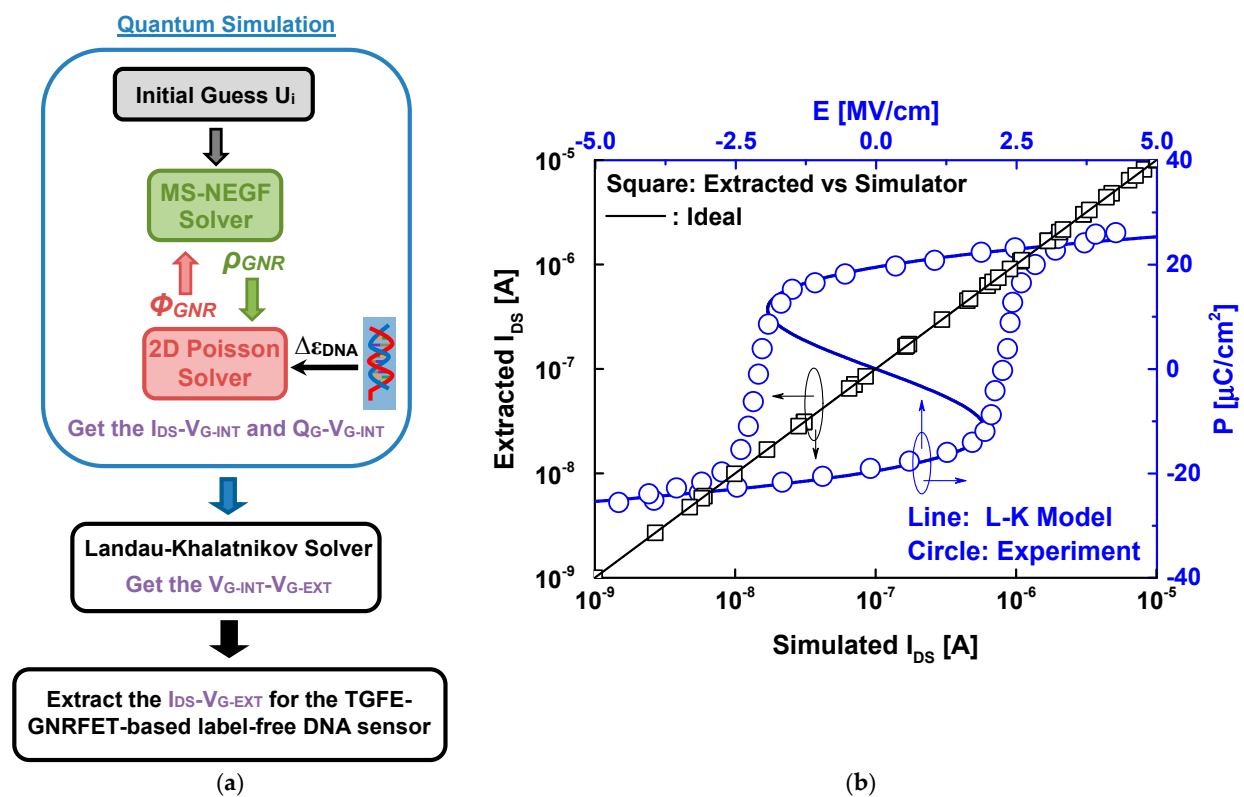 Quantum Simulation
Initial Guess Ui
MS-NEGF
Solver
ρGNR
ΦGNR
2D Poisson
Solver
ΔεDNA
Get the IDS-VG-INT and QG-VG-INT
Landau-Khalatnikov Solver
Get the VG-INT-VG-EXT
Extract the IDS-VG-EXT for the TGFE-
GNRFET-based label-free DNA sensor
(a)
E [MV/cm]
-5.0 -2.5 0.0 2.5 5.0
Square: Extracted vs Simulator
: Ideal
Extracted IDS [A]
10-5
10-6
10-7
10-8
10-9
40
20
0
-20
-40
P [μC/cm2]
Line: L-K Model
Circle: Experiment
10-9 10-8 10-7 10-6 10-5
Simulated IDS [A]
(b)